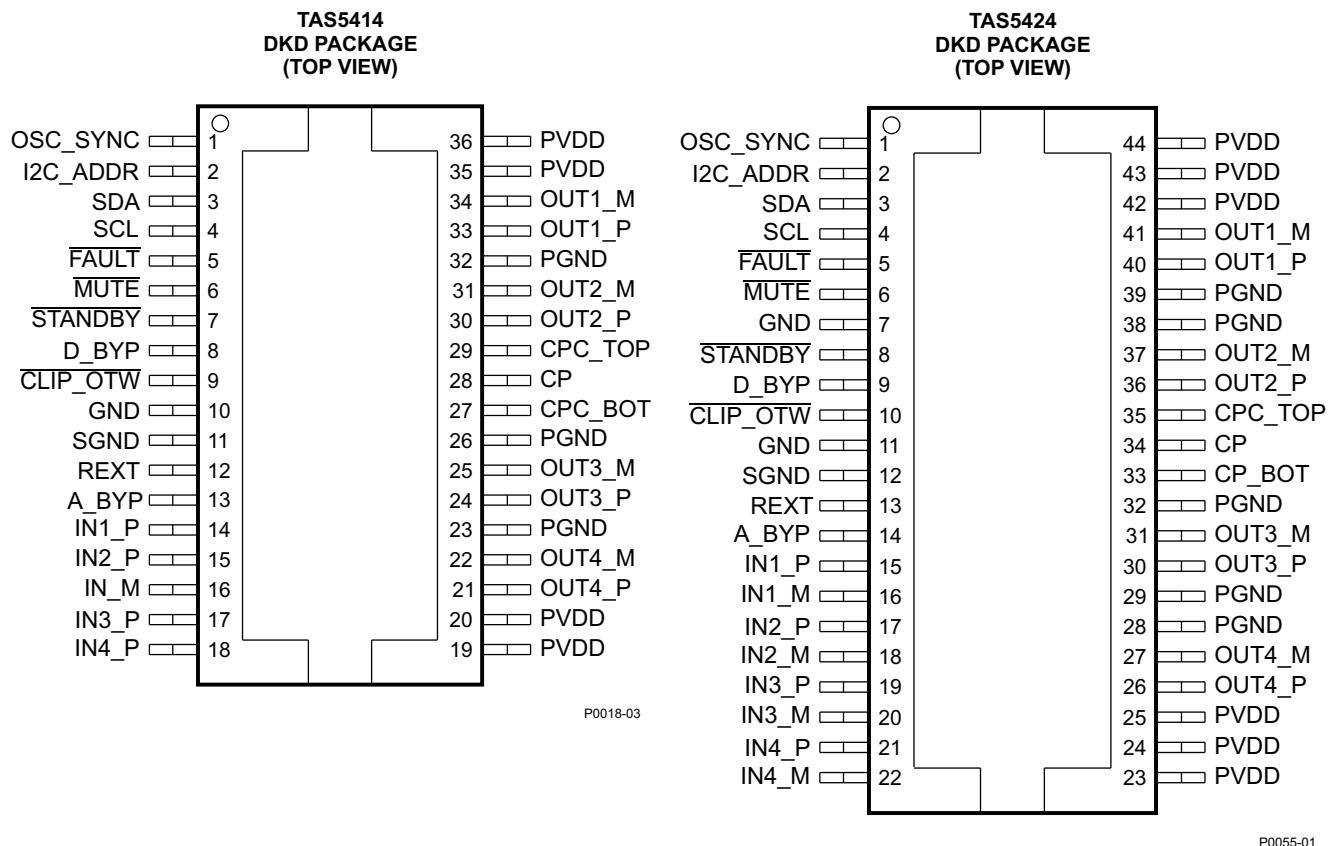 TAS5414
DKD PACKAGE
(TOP VIEW)
OSC_SYNC 1 36 PVDD
I2C_ADDR 2 35 PVDD
SDA 3 34 OUT1_M
SCL 4 33 OUT1_P
FAULT 5 32 PGND
MUTE 6 31 OUT2_M
STANDBY 7 30 OUT2_P
D_BYP 8 29 CPC_TOP
CLIP_OTW 9 28 CP
GND 10 27 CPC_BOT
SGND 11 26 PGND
REXT 12 25 OUT3_M
A_BYP 13 24 OUT3_P
IN1_P 14 23 PGND
IN2_P 15 22 OUT4_M
IN_M 16 21 OUT4_P
IN3_P 17 20 PVDD
IN4_P 18 19 PVDD
P0018-03
TAS5424
DKD PACKAGE
(TOP VIEW)
OSC_SYNC 1 44 PVDD
I2C_ADDR 2 43 PVDD
SDA 3 42 PVDD
SCL 4 41 OUT1_M
FAULT 5 40 OUT1_P
MUTE 6 39 PGND
GND 7 38 PGND
STANDBY 8 37 OUT2_M
D_BYP 9 36 OUT2_P
CLIP_OTW 10 35 CPC_TOP
GND 11 34 CP
SGND 12 33 CP_BOT
REXT 13 32 PGND
A_BYP 14 31 OUT3_M
IN1_P 15 30 OUT3_P
IN1_M 16 29 PGND
IN2_P 17 28 PGND
IN2_M 18 27 OUT4_M
IN3_P 19 26 OUT4_P
IN3_M 20 25 PVDD
IN4_P 21 24 PVDD
IN4_M 22 23 PVDD
P0055-01